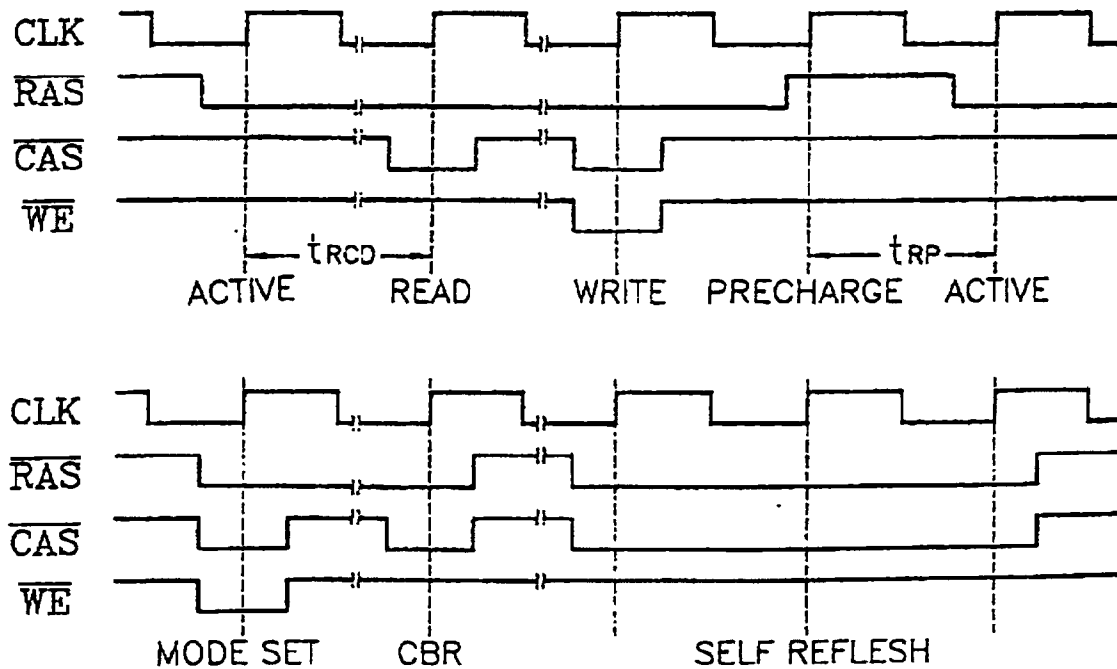 CLK
RAS
CAS
WE
tRCD
tRP
ACTIVE READ WRITE PRECHARGE ACTIVE
CLK
RAS
CAS
WE
MODE SET CBR SELF REFLESH